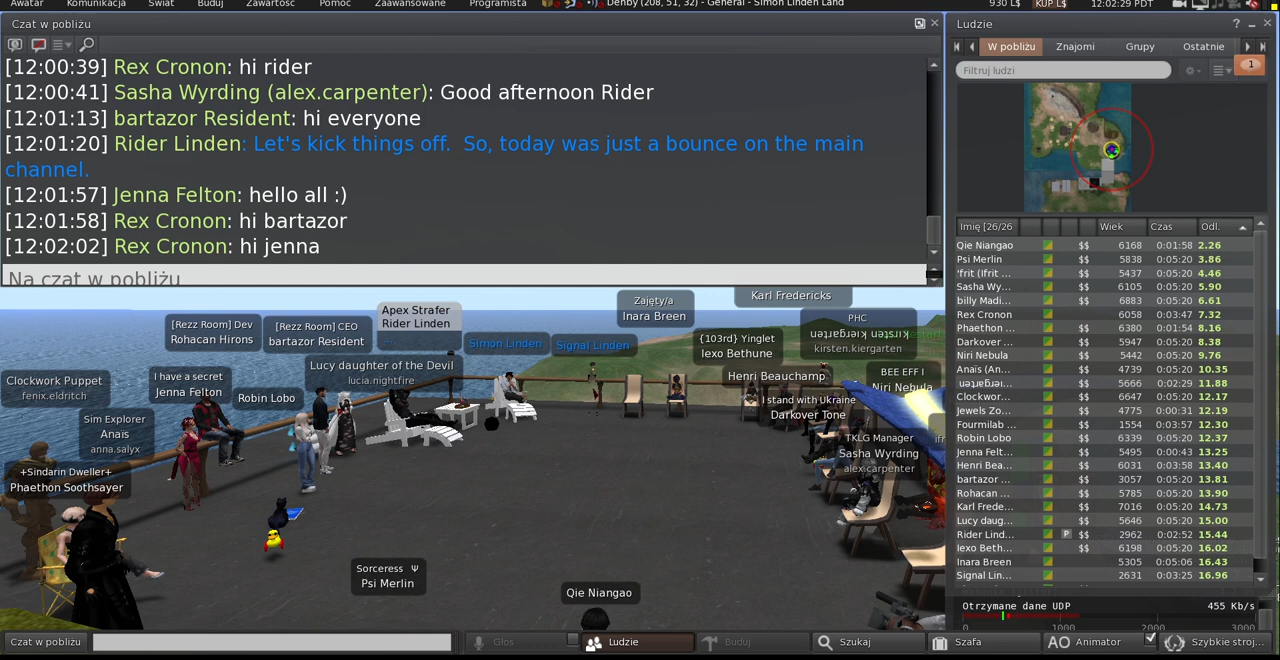 Awatar Komunikacja Świat Buduj Zawartość Pomoc Zaawansowane Programista Denby (208, 51, 32) - General - Simon Linden Land 930 L$ KUP L$ 12:02:29 PDT
Czat w pobliżu
[12:00:39] Rex Cronon: hi rider
[12:00:41] Sasha Wyrding (alex.carpenter): Good afternoon Rider
[12:01:13] bartazor Resident: hi everyone
[12:01:20] Rider Linden: Let's kick things off. So, today was just a bounce on the main
channel.
[12:01:57] Jenna Felton: hello all :)
[12:01:58] Rex Cronon: hi bartazor
[12:02:02] Rex Cronon: hi jenna
Na czat w pobliżu
Zajęty/a
Inara Breen
Karl Fredericks
[Rezz Room] Dev
Rohacan Hirons
[Rezz Room] CEO
bartazor Resident
Apex Strafer
Rider Linden
Simon Linden
Signal Linden
{103rd} Yinglet
Iexo Bethune
PHC
kirsten.kiergarten
Clockwork Puppet
fenix.eldritch
I have a secret
Jenna Felton
Lucy daughter of the Devil
lucia.nightfire
Henri Beauchamp
BEE EFF I
Niri Nebula
Robin Lobo
I stand with Ukraine
Darkover Tone
Sim Explorer
Anaïs
anna.salyx
TKLG Manager
Sasha Wyrding
alex.carpenter
+Sindarin Dweller+
Phaethon Soothsayer
Sorceress Ψ
Psi Merlin
Qie Niangao
Ludzie
? _ ×
W pobliżu Znajomi Grupy Ostatnie
Filtruj ludzi
1
Imię [26/26 Wiek Czas Odl.
Qie Niangao $$ 6168 0:01:58 2.26
Psi Merlin $$ 5838 0:05:20 3.86
'frit (Ifrit ... $$ 5437 0:05:20 4.46
Sasha Wy... $$ 6105 0:05:20 5.90
billy Madi... $$ 6883 0:05:20 6.61
Rex Cronon 6058 0:03:47 7.32
Phaethon ... $$ 6380 0:01:54 8.16
Darkover ... $$ 5947 0:05:20 8.38
Niri Nebula $$ 5442 0:05:20 9.76
Anaïs (An... $$ 4739 0:05:20 10.35
$$ 5666 0:02:29 11.88
Clockwor... $$ 6427 0:05:20 12.17
Jewels Zo... $$ 4775 0:00:31 12.19
Fourmilab ... $$ 1554 0:03:57 12.30
Robin Lobo $$ 6339 0:05:20 12.37
Jenna Felt... $$ 5495 0:00:43 13.25
Henri Bea... $$ 6031 0:03:58 13.40
bartazor ... $$ 3057 0:05:20 13.81
Rohacan ... $$ 5785 0:05:20 13.90
Karl Frede... $$ 7016 0:05:20 14.73
Lucy daug... $$ 5646 0:05:20 15.00
Rider Lind... P $$ 2962 0:02:52 15.44
Iexo Beth... $$ 6198 0:05:20 16.02
Inara Breen 5305 0:05:06 16.43
Signal Lin... 2631 0:03:25 16.96
Otrzymane dane UDP 455 Kb/s
0 1000 2000 3000
Czat w pobliżu Głos Ludzie Buduj Szukaj Szafa AO Animator Szybkie stroj...